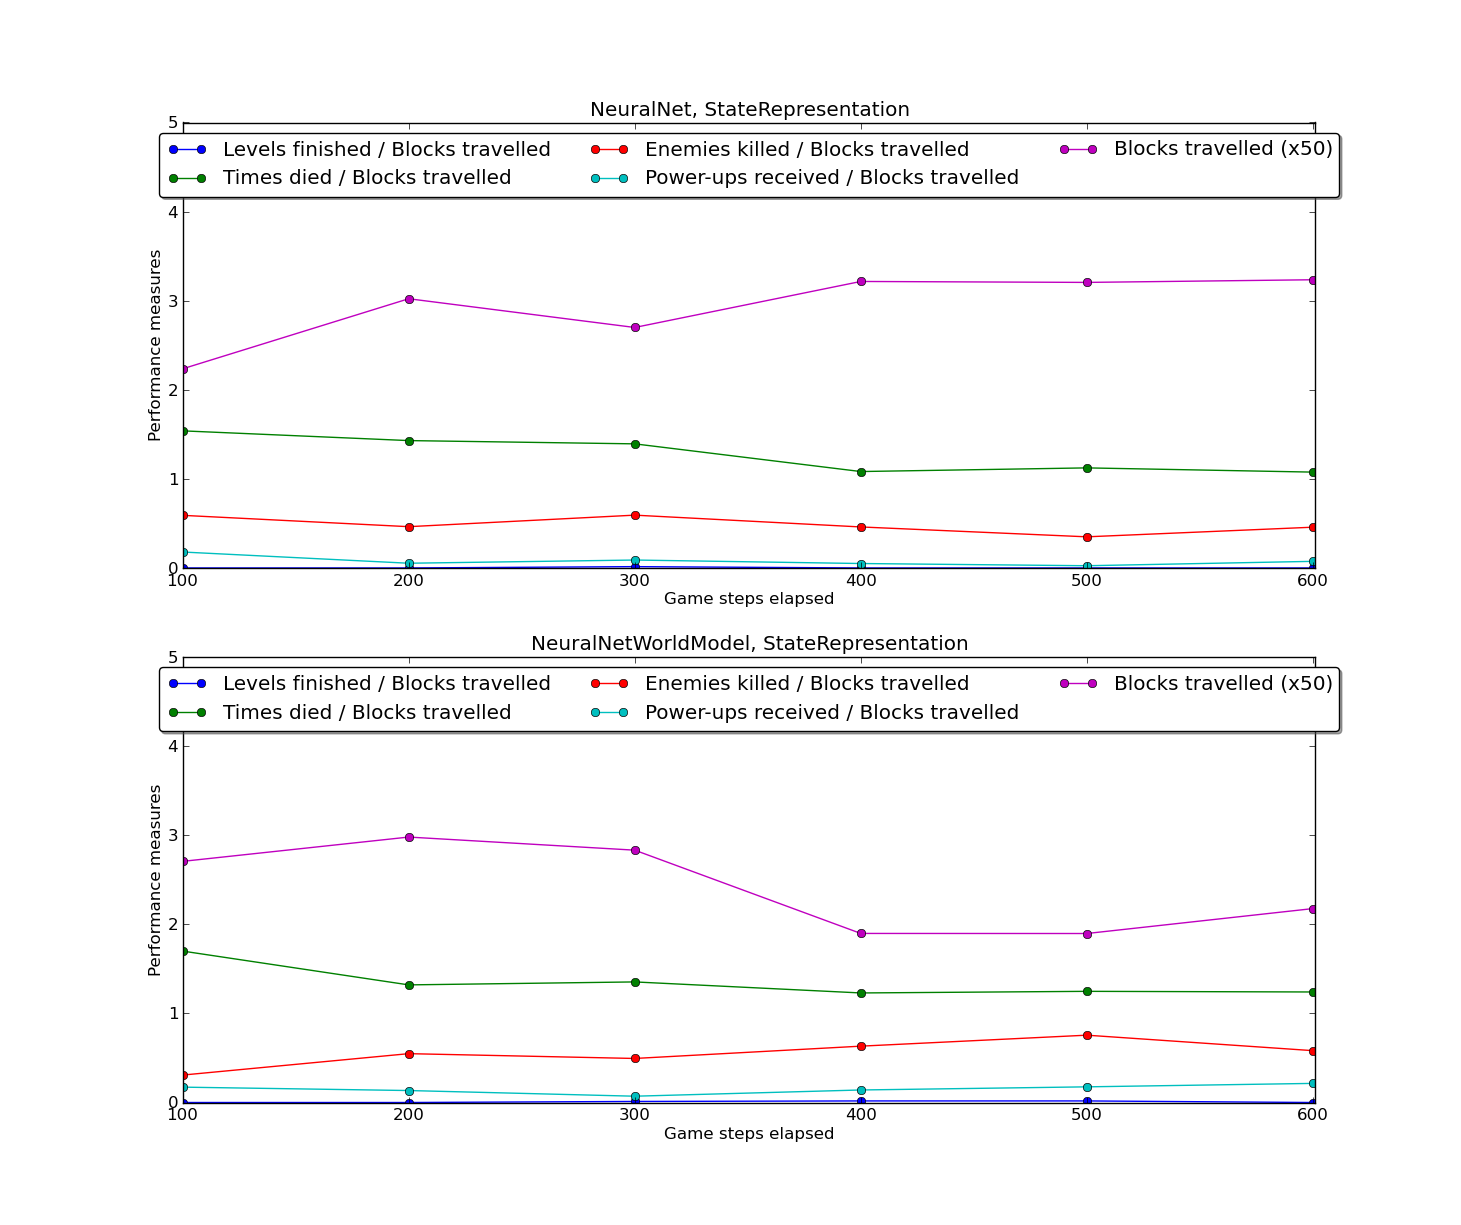 NeuralNet, StateRepresentation
5
Levels finished / Blocks travelled
Enemies killed / Blocks travelled
Blocks travelled (x50)
Times died / Blocks travelled
Power-ups received / Blocks travelled
4
3
2
1
0
Performance measures
100 200 300 400 500 600
Game steps elapsed
NeuralNetWorldModel, StateRepresentation
5
Levels finished / Blocks travelled
Enemies killed / Blocks travelled
Blocks travelled (x50)
Times died / Blocks travelled
Power-ups received / Blocks travelled
4
3
2
1
0
Performance measures
100 200 300 400 500 600
Game steps elapsed